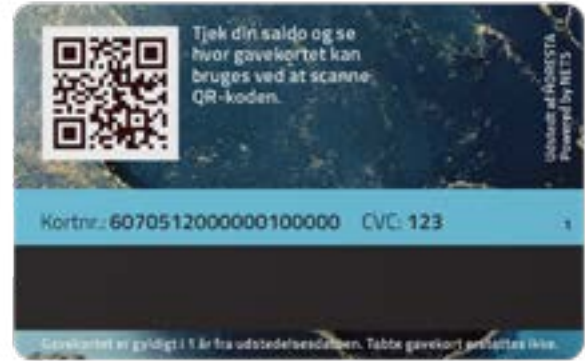 Tjek din saldo og se
hvor gavekortet kan
bruges ved at scanne
QR-koden.
Udstedt af FIORESTA
Powered by NETS
Kortnr.: 6070512000000100000 CVC: 123 1
Gavekortet er gyldigt i 1 år fra udstedelsesdatoen. Tabte gavekort erstattes ikke.